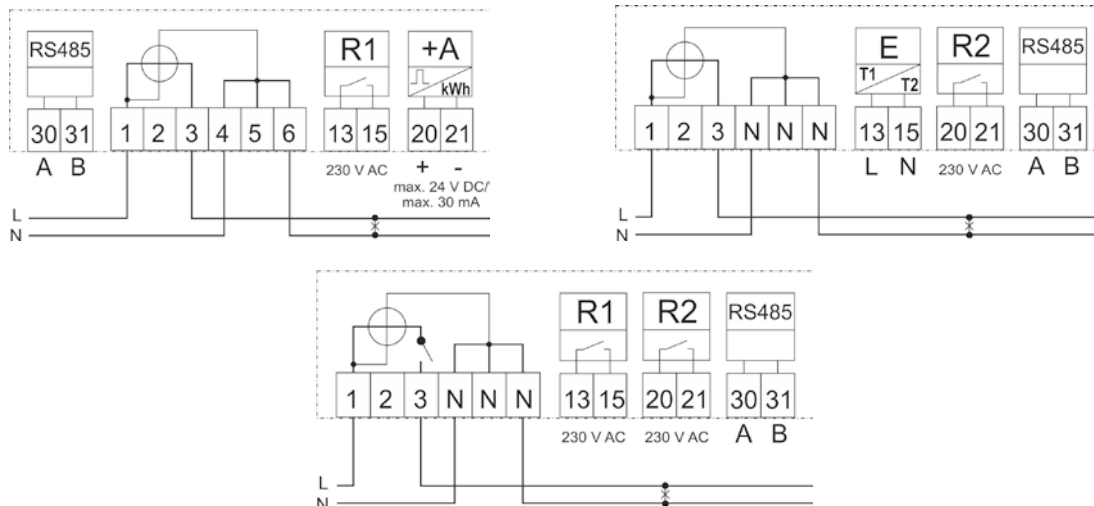 RS485
R1
+A
kWh
30 31
1 2 3 4 5 6
13 15
20 21
A B
230 V AC
+ -
max. 24 V DC/
max. 30 mA
L
N
E
R2
RS485
T1
T2
1 2 3 N N N
13 15
20 21
30 31
L N
230 V AC
A B
L
N
R1
R2
RS485
1 2 3 N N N
13 15
20 21
30 31
230 V AC
230 V AC
A B
L
N